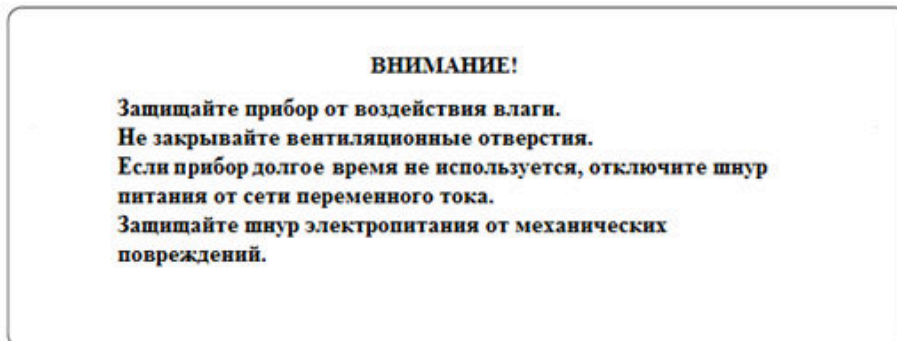 ВНИМАНИЕ!
Защищайте прибор от воздействия влаги.
Не закрывайте вентиляционные отверстия.
Если прибор долгое время не используется, отключите шнур
питания от сети переменного тока.
Защищайте шнур электропитания от механических
повреждений.